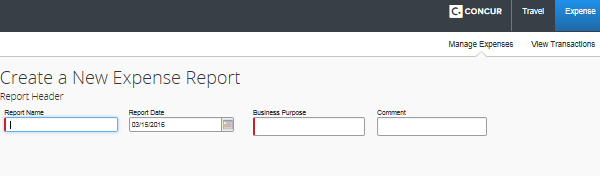 CONCUR Travel Expense
Manage Expenses View Transactions
Create a New Expense Report
Report Header
Report Name Report Date Business Purpose Comment
03/15/2016